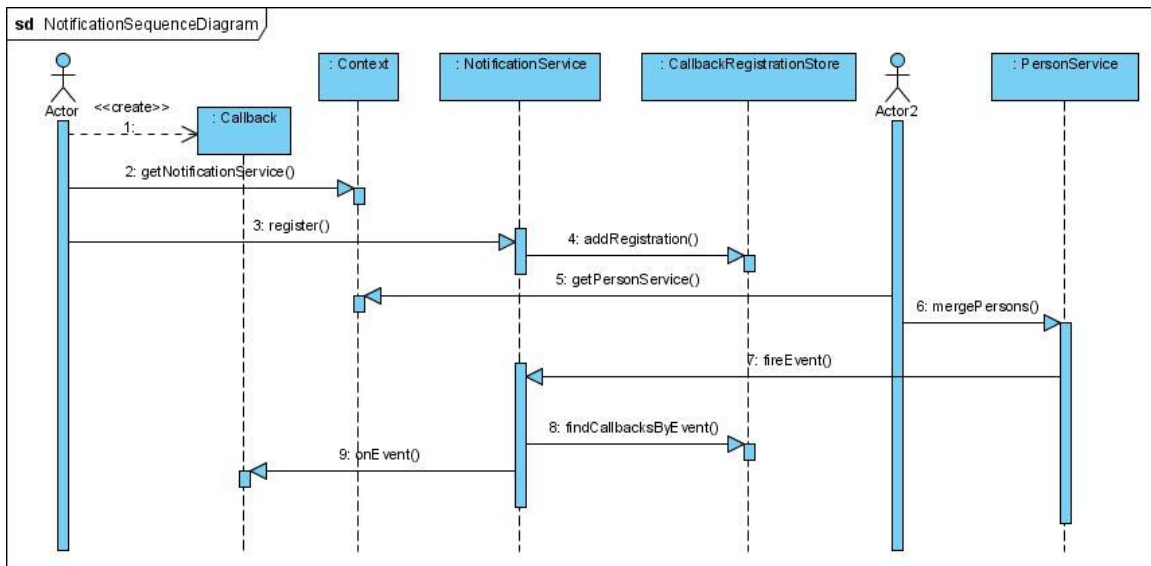 sd NotificationSequenceDiagram
: Context
: NotificationService
: CallbackRegistrationStore
: PersonService
Actor
Actor2
<<create>>
1:
: Callback
2: getNotificationService()
3: register()
4: addRegistration()
5: getPersonService()
6: mergePersons()
7: fireEvent()
8: findCallbacksByEvent()
9: onEvent()